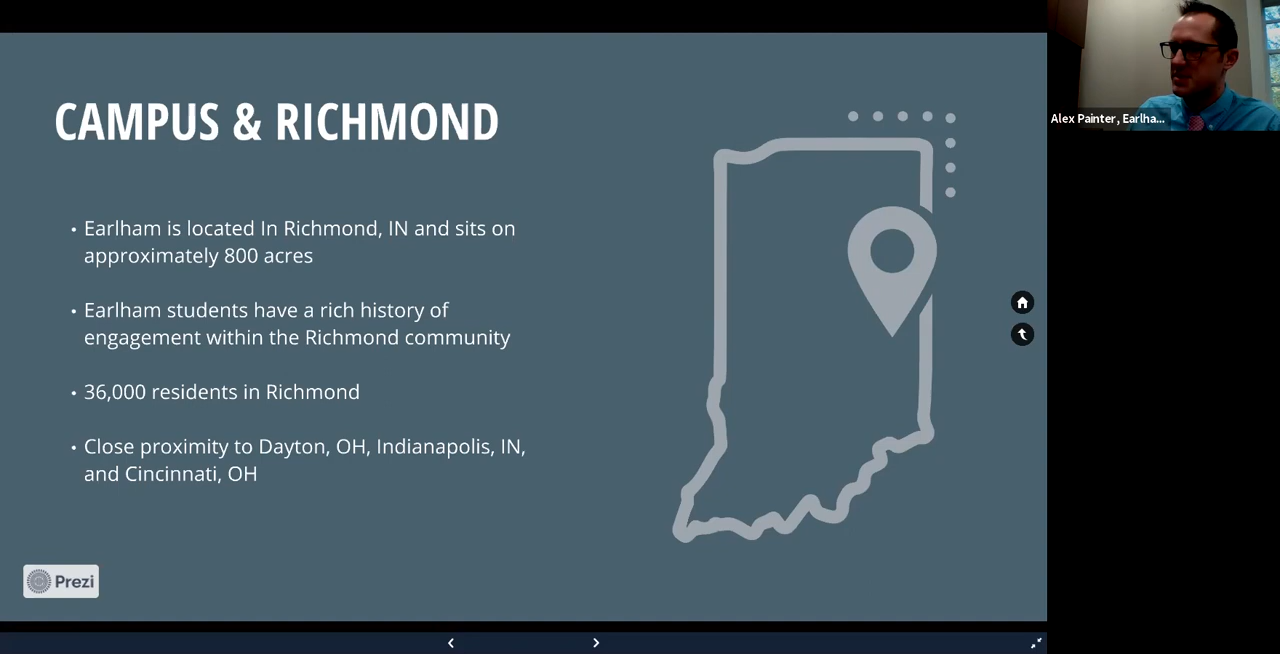 CAMPUS & RICHMOND
• Earlham is located In Richmond, IN and sits on
approximately 800 acres
• Earlham students have a rich history of
engagement within the Richmond community
• 36,000 residents in Richmond
• Close proximity to Dayton, OH, Indianapolis, IN,
and Cincinnati, OH
Prezi
Alex Painter, Earlha...